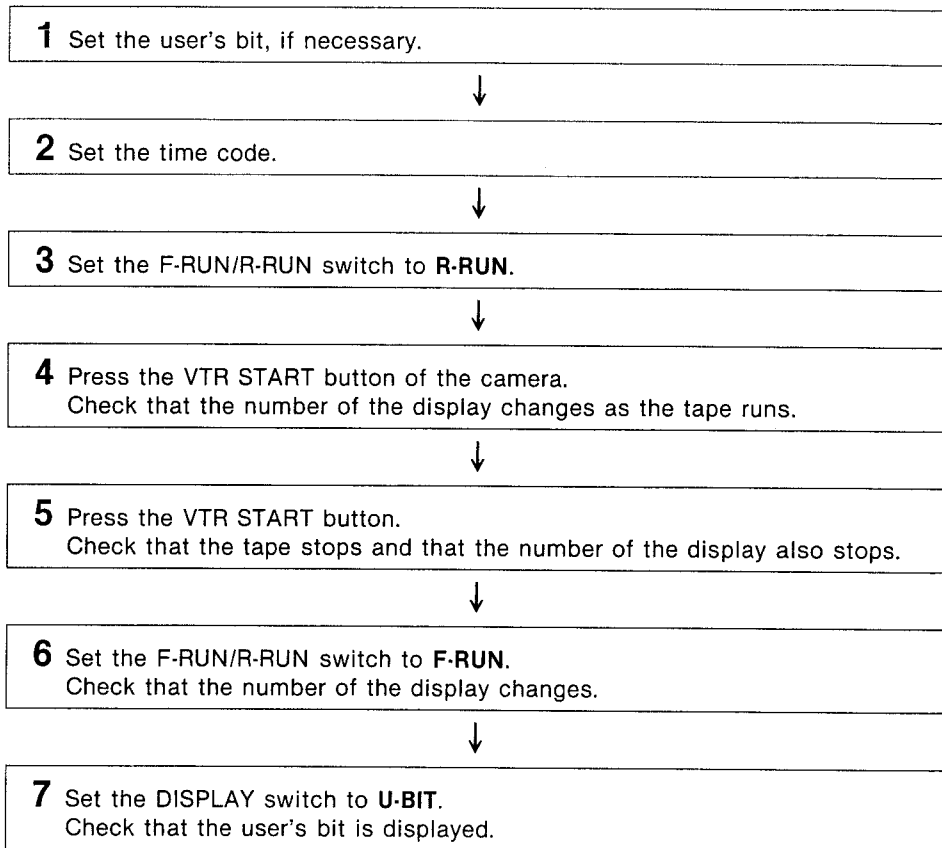 1 Set the user's bit, if necessary.
↓
2 Set the time code.
↓
3 Set the F-RUN/R-RUN switch to R·RUN.
↓
4 Press the VTR START button of the camera.
Check that the number of the display changes as the tape runs.
↓
5 Press the VTR START button.
Check that the tape stops and that the number of the display also stops.
↓
6 Set the F-RUN/R-RUN switch to F·RUN.
Check that the number of the display changes.
↓
7 Set the DISPLAY switch to U·BIT.
Check that the user's bit is displayed.